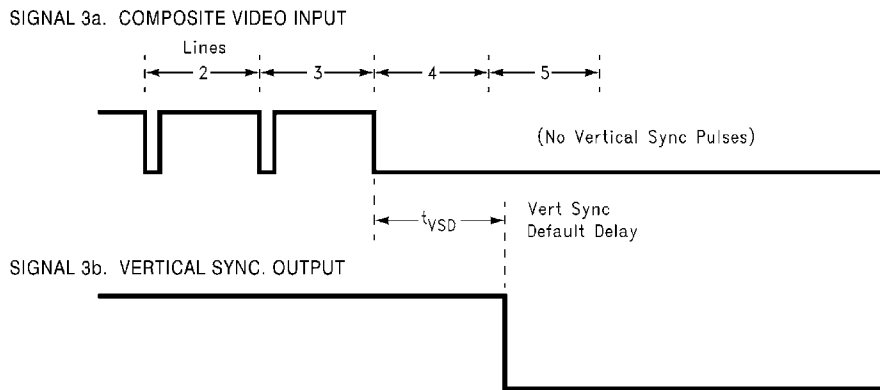 SIGNAL 3a. COMPOSITE VIDEO INPUT
Lines
2 3 4 5
(No Vertical Sync Pulses)
tVSD
Vert Sync
Default Delay
SIGNAL 3b. VERTICAL SYNC. OUTPUT